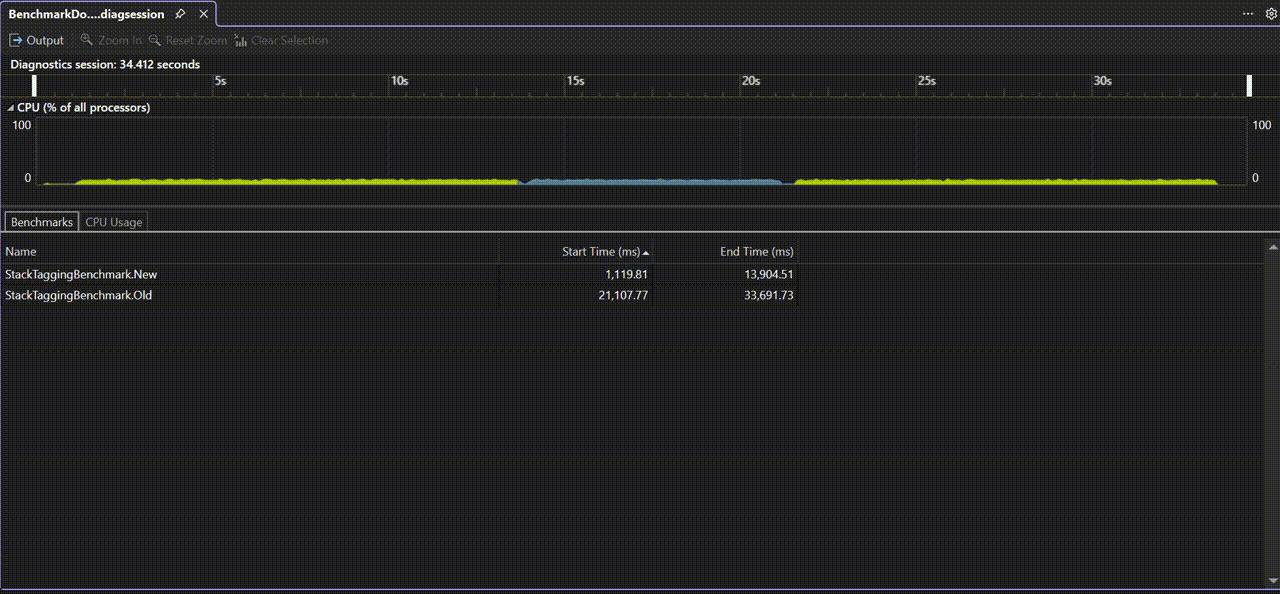 BenchmarkDo....diagsession
Output Zoom In Reset Zoom Clear Selection
Diagnostics session: 34.412 seconds
5s 10s 15s 20s 25s 30s
CPU (% of all processors)
100 100
0 0
Benchmarks CPU Usage
Name Start Time (ms) End Time (ms)
StackTaggingBenchmark.New 1,119.81 13,904.51
StackTaggingBenchmark.Old 21,107.77 33,691.73